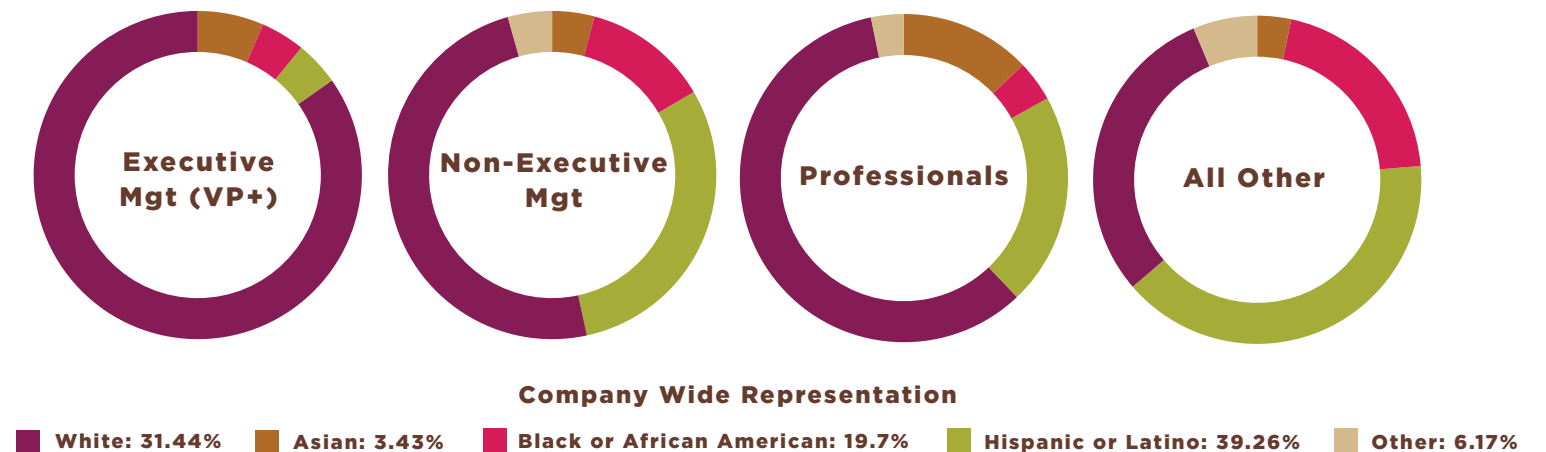 Executive
Mgt (VP+)
Non-Executive
Mgt
Professionals
All Other
Company Wide Representation
White: 31.44% Asian: 3.43% Black or African American: 19.7% Hispanic or Latino: 39.26% Other: 6.17%